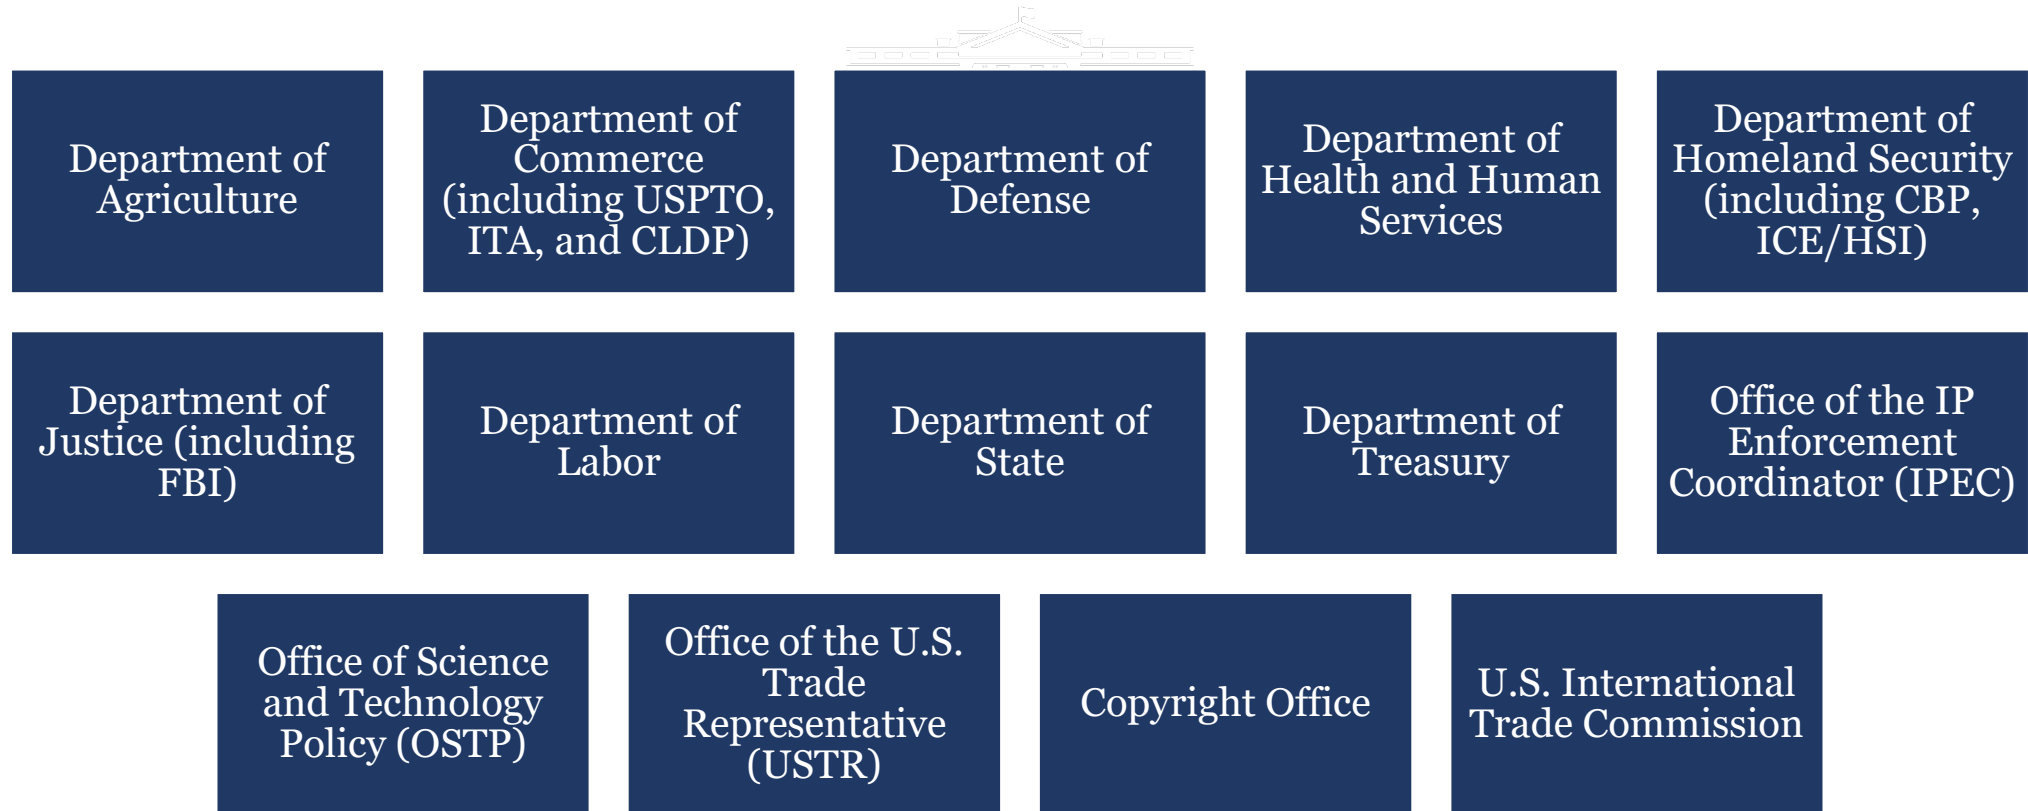 Department of
Agriculture
Department of
Commerce
(including USPTO,
ITA, and CLDP)
Department of
Defense
Department of
Health and Human
Services
Department of
Homeland Security
(including CBP,
ICE/HSI)
Department of
Justice (including
FBI)
Department of
Labor
Department of
State
Department of
Treasury
Office of the IP
Enforcement
Coordinator (IPEC)
Office of Science
and Technology
Policy (OSTP)
Office of the U.S.
Trade
Representative
(USTR)
Copyright Office
U.S. International
Trade Commission